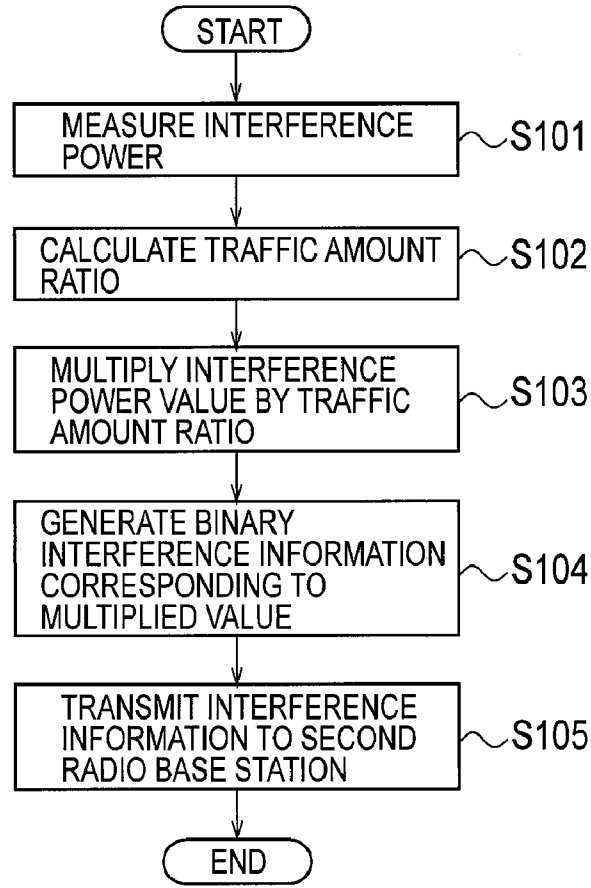 START
MEASURE INTERFERENCE
POWER
S101
CALCULATE TRAFFIC AMOUNT
RATIO
S102
MULTIPLY INTERFERENCE
POWER VALUE BY TRAFFIC
AMOUNT RATIO
S103
GENERATE BINARY
INTERFERENCE INFORMATION
CORRESPONDING TO
MULTIPLIED VALUE
S104
TRANSMIT INTERFERENCE
INFORMATION TO SECOND
RADIO BASE STATION
S105
END